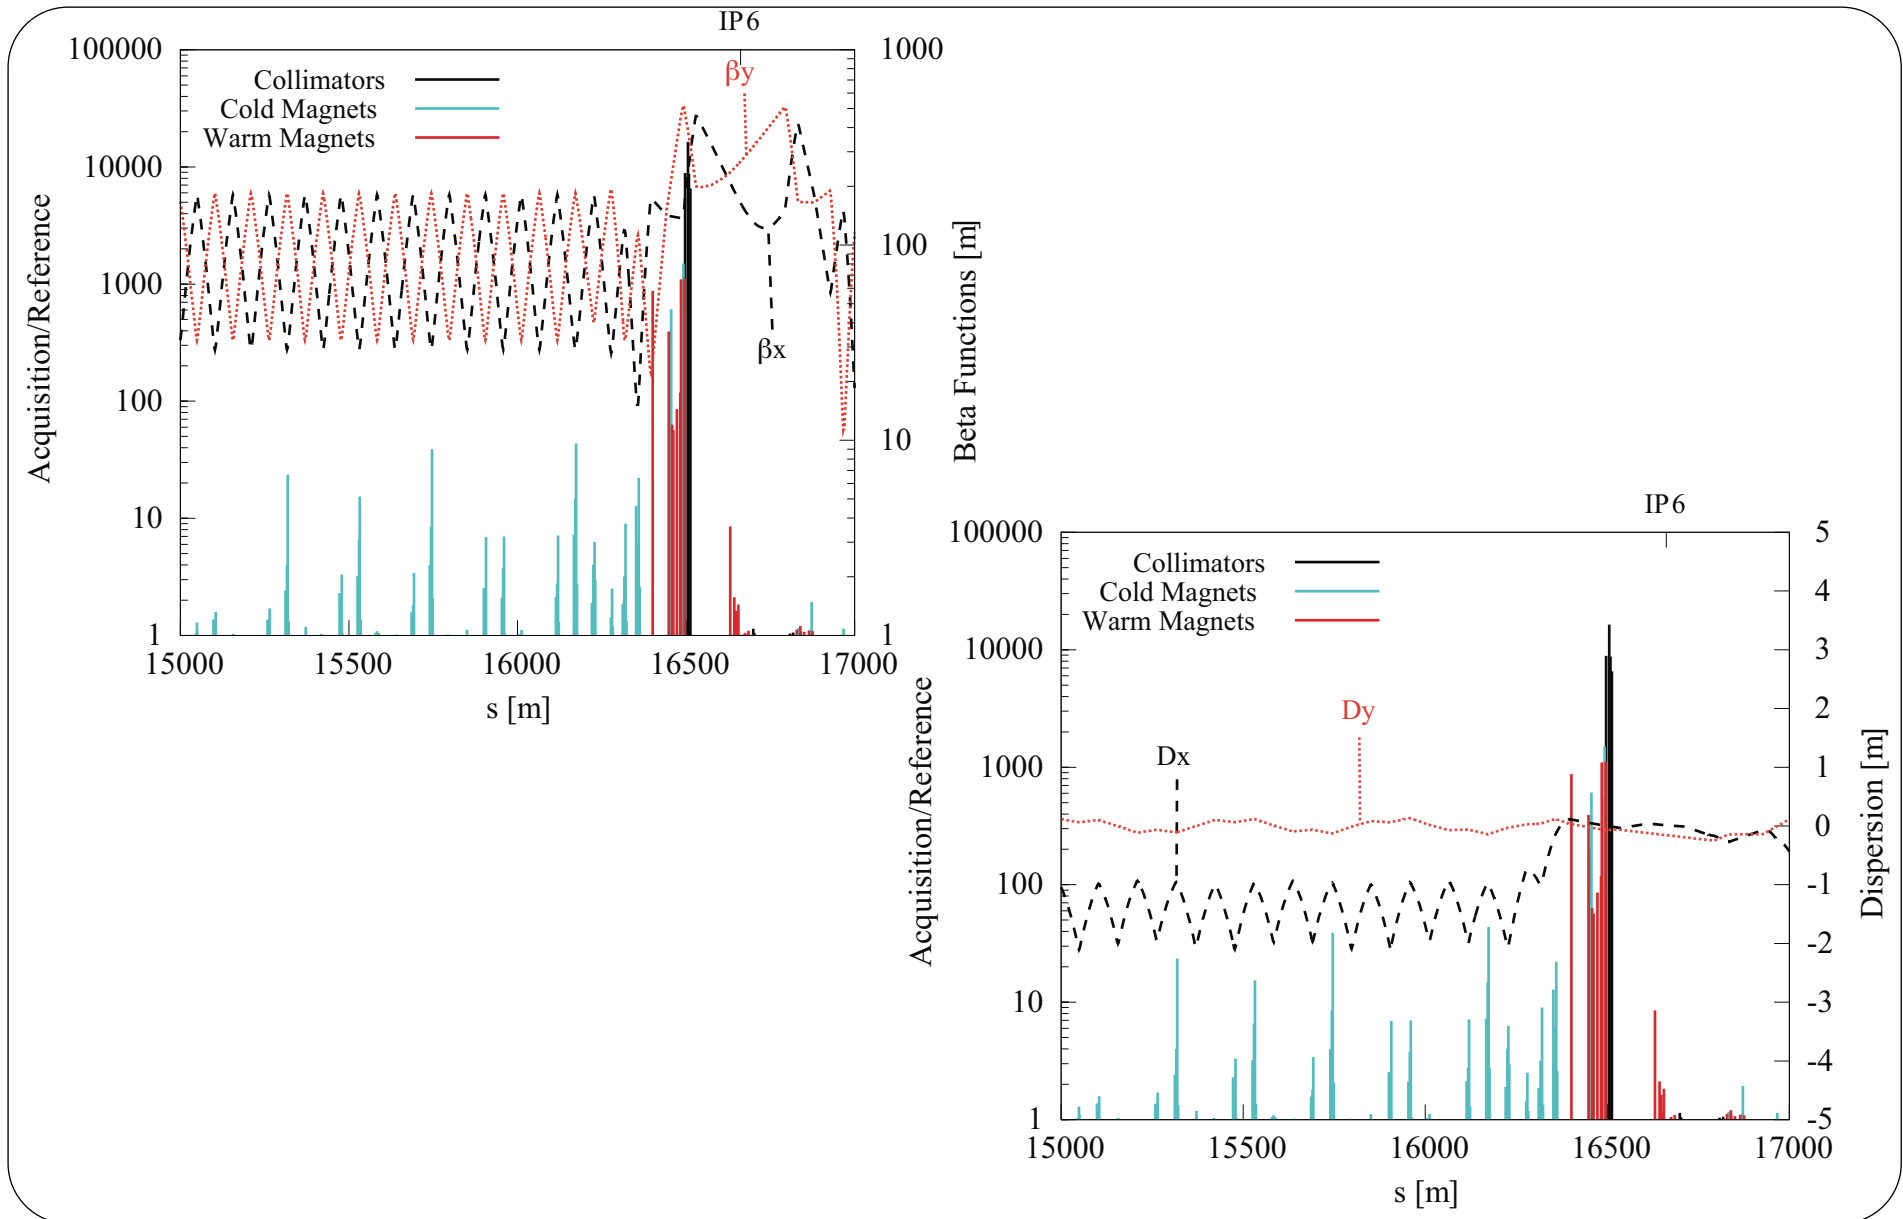 IP6
100000
10000
1000
100
10
1
1000
100
10
1
Collimators
Cold Magnets
Warm Magnets
βy
βx
Acquisition/Reference
Beta Functions [m]
15000 15500 16000 16500 17000
s [m]
IP6
100000
10000
1000
100
10
1
5
4
3
2
1
0
-1
-2
-3
-4
-5
Collimators
Cold Magnets
Warm Magnets
Dy
Dx
Acquisition/Reference
Dispersion [m]
15000 15500 16000 16500 17000
s [m]